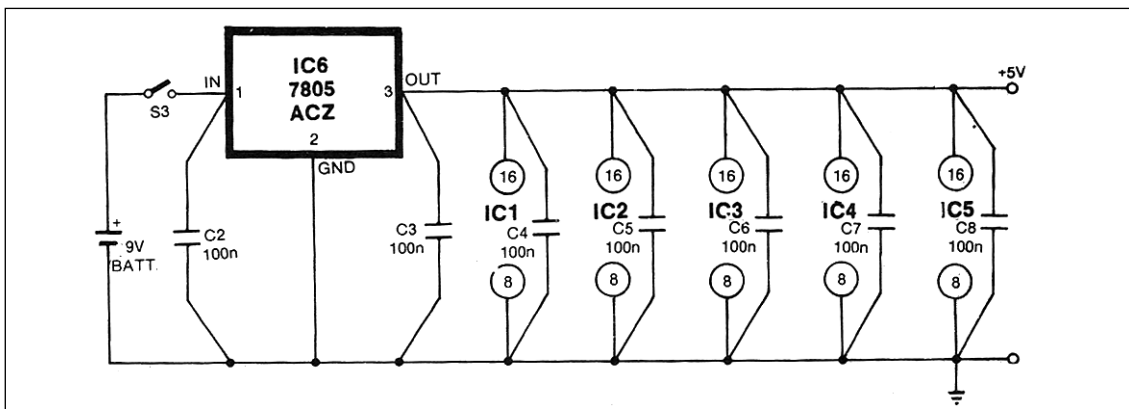 IC6
7805
ACZ
IN
1
OUT
3
2
GND
S3
+5V
+
9V
BATT.
C2
100n
C3
100n
16
IC1
C4
100n
8
16
IC2
C5
100n
8
16
IC3
C6
100n
8
16
IC4
C7
100n
8
16
IC5
C8
100n
8